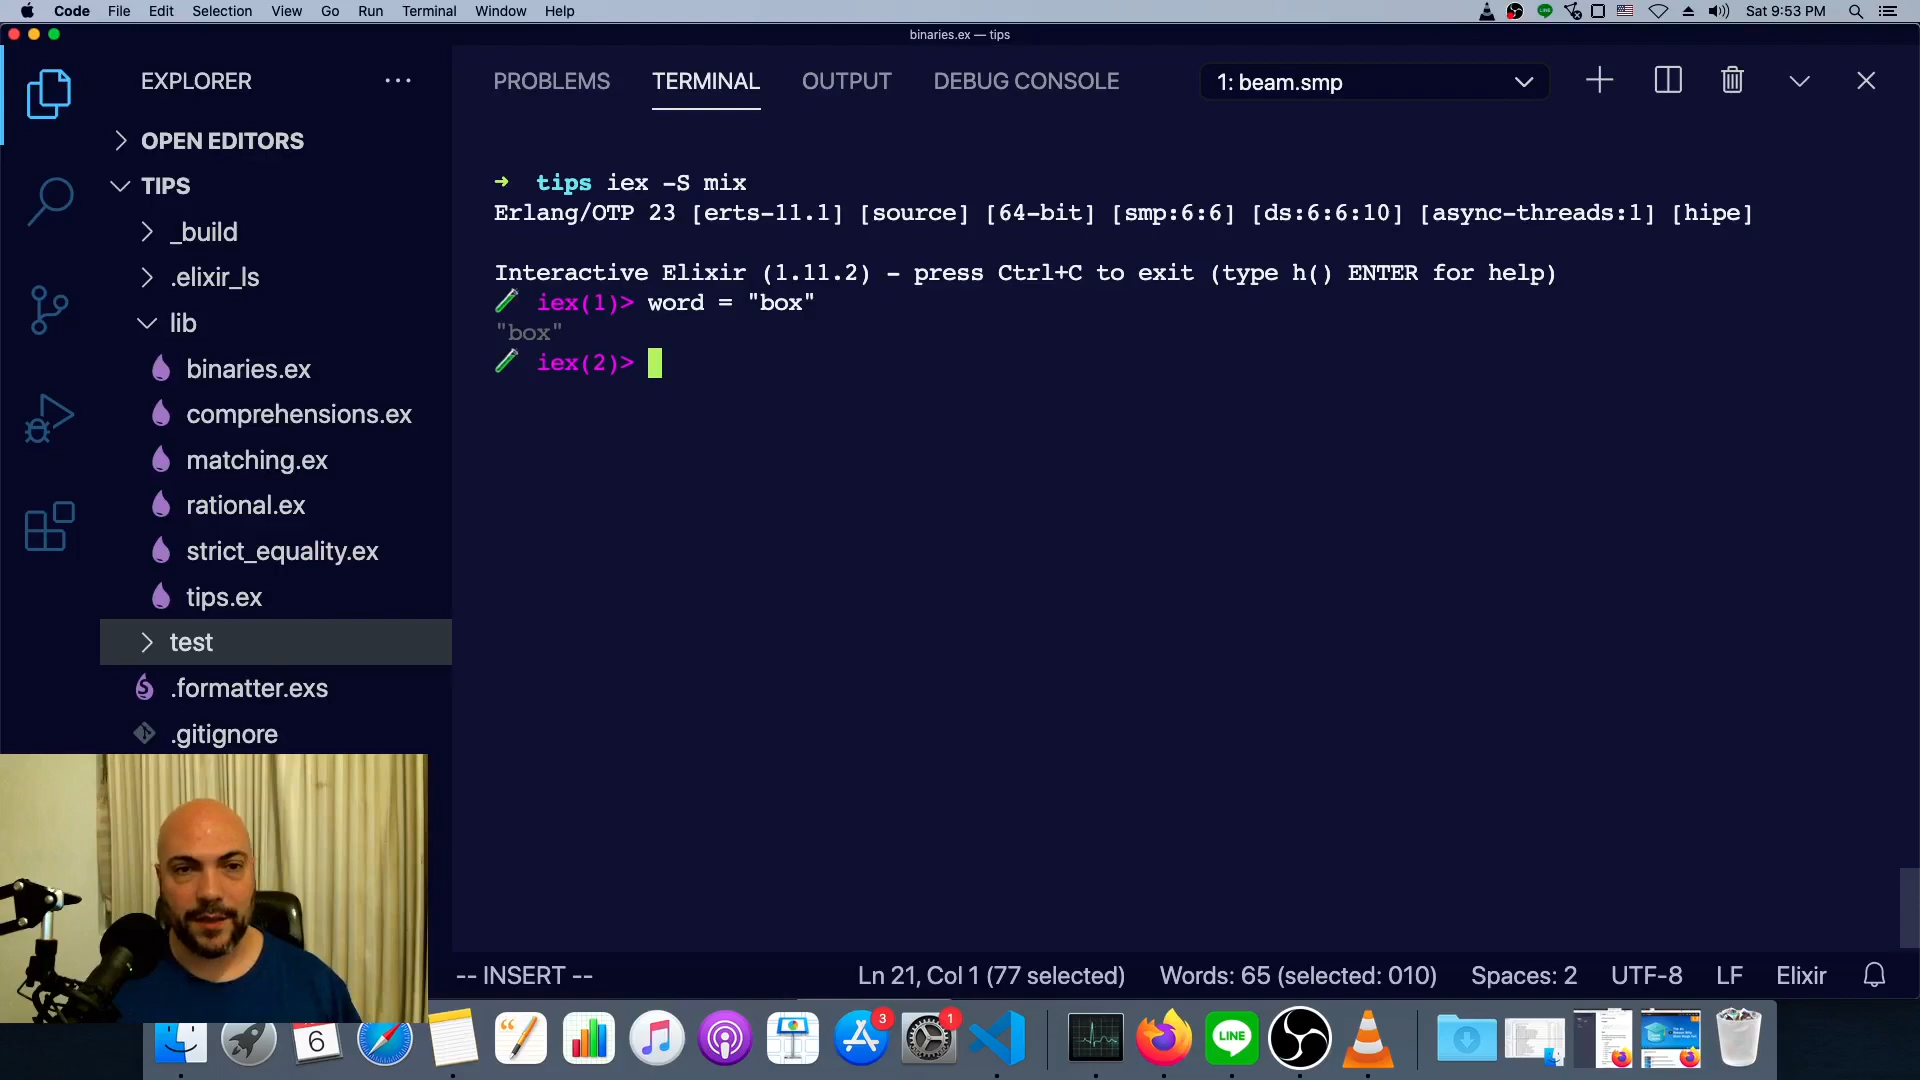 Code File Edit Selection View Go Run Terminal Window Help
Sat 9:53 PM
binaries.ex — tips
EXPLORER
PROBLEMS TERMINAL OUTPUT DEBUG CONSOLE
1: beam.smp
OPEN EDITORS
TIPS
_build
.elixir_ls
lib
binaries.ex
comprehensions.ex
matching.ex
rational.ex
strict_equality.ex
tips.ex
test
.formatter.exs
.gitignore
➜ tips iex -S mix
Erlang/OTP 23 [erts-11.1] [source] [64-bit] [smp:6:6] [ds:6:6:10] [async-threads:1] [hipe]
Interactive Elixir (1.11.2) - press Ctrl+C to exit (type h() ENTER for help)
iex(1)> word = "box"
"box"
iex(2)>
-- INSERT --
Ln 21, Col 1 (77 selected)
Words: 65 (selected: 010)
Spaces: 2
UTF-8
LF
Elixir
6
3
1
LINE